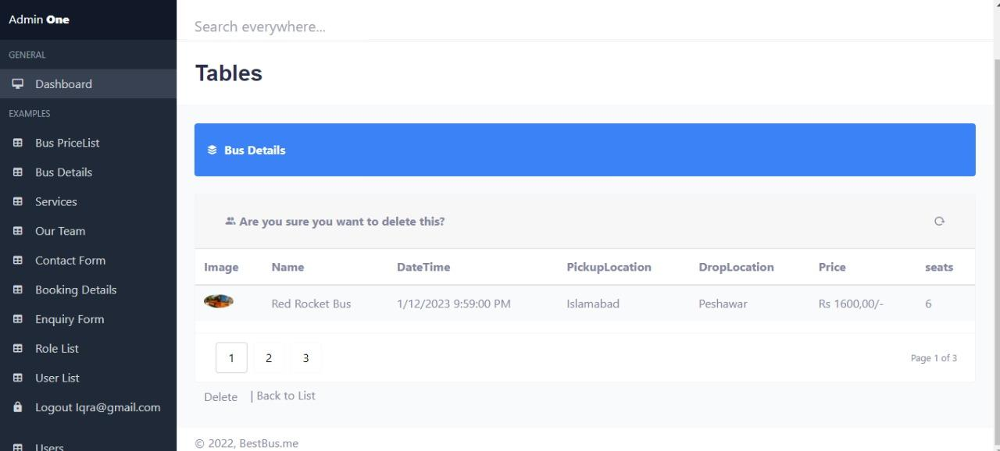 Admin One
Search everywhere...
GENERAL
Dashboard
EXAMPLES
Bus PriceList
Bus Details
Services
Our Team
Contact Form
Booking Details
Enquiry Form
Role List
User List
Logout Iqra@gmail.com
Users
Tables
Bus Details
Are you sure you want to delete this?
Image Name DateTime PickupLocation DropLocation Price seats
Red Rocket Bus 1/12/2023 9:59:00 PM Islamabad Peshawar Rs 1600,00/- 6
1 2 3 Page 1 of 3
Delete | Back to List
© 2022, BestBus.me